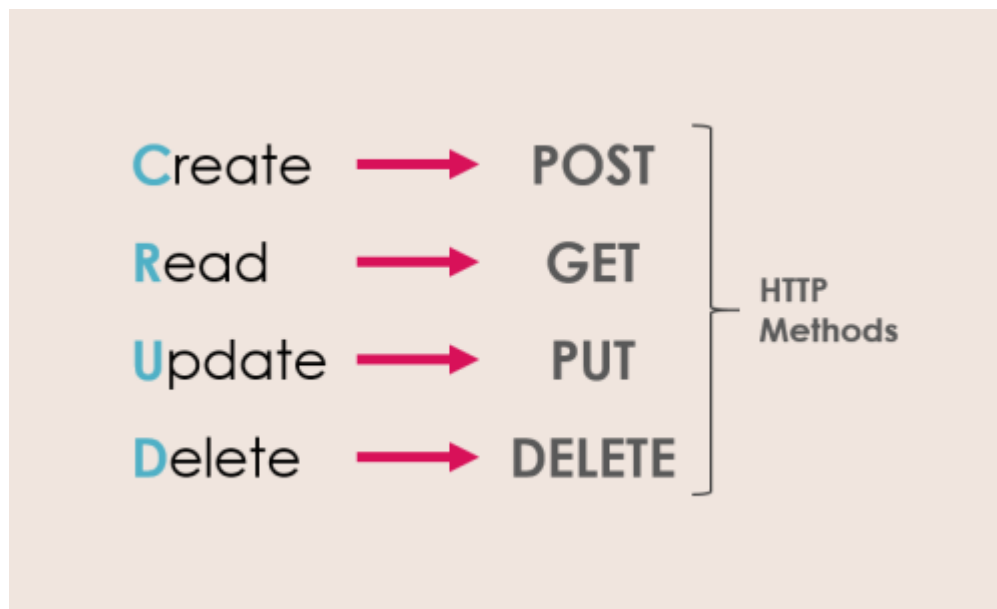 Create POST
Read GET
Update PUT
Delete DELETE
HTTP
Methods